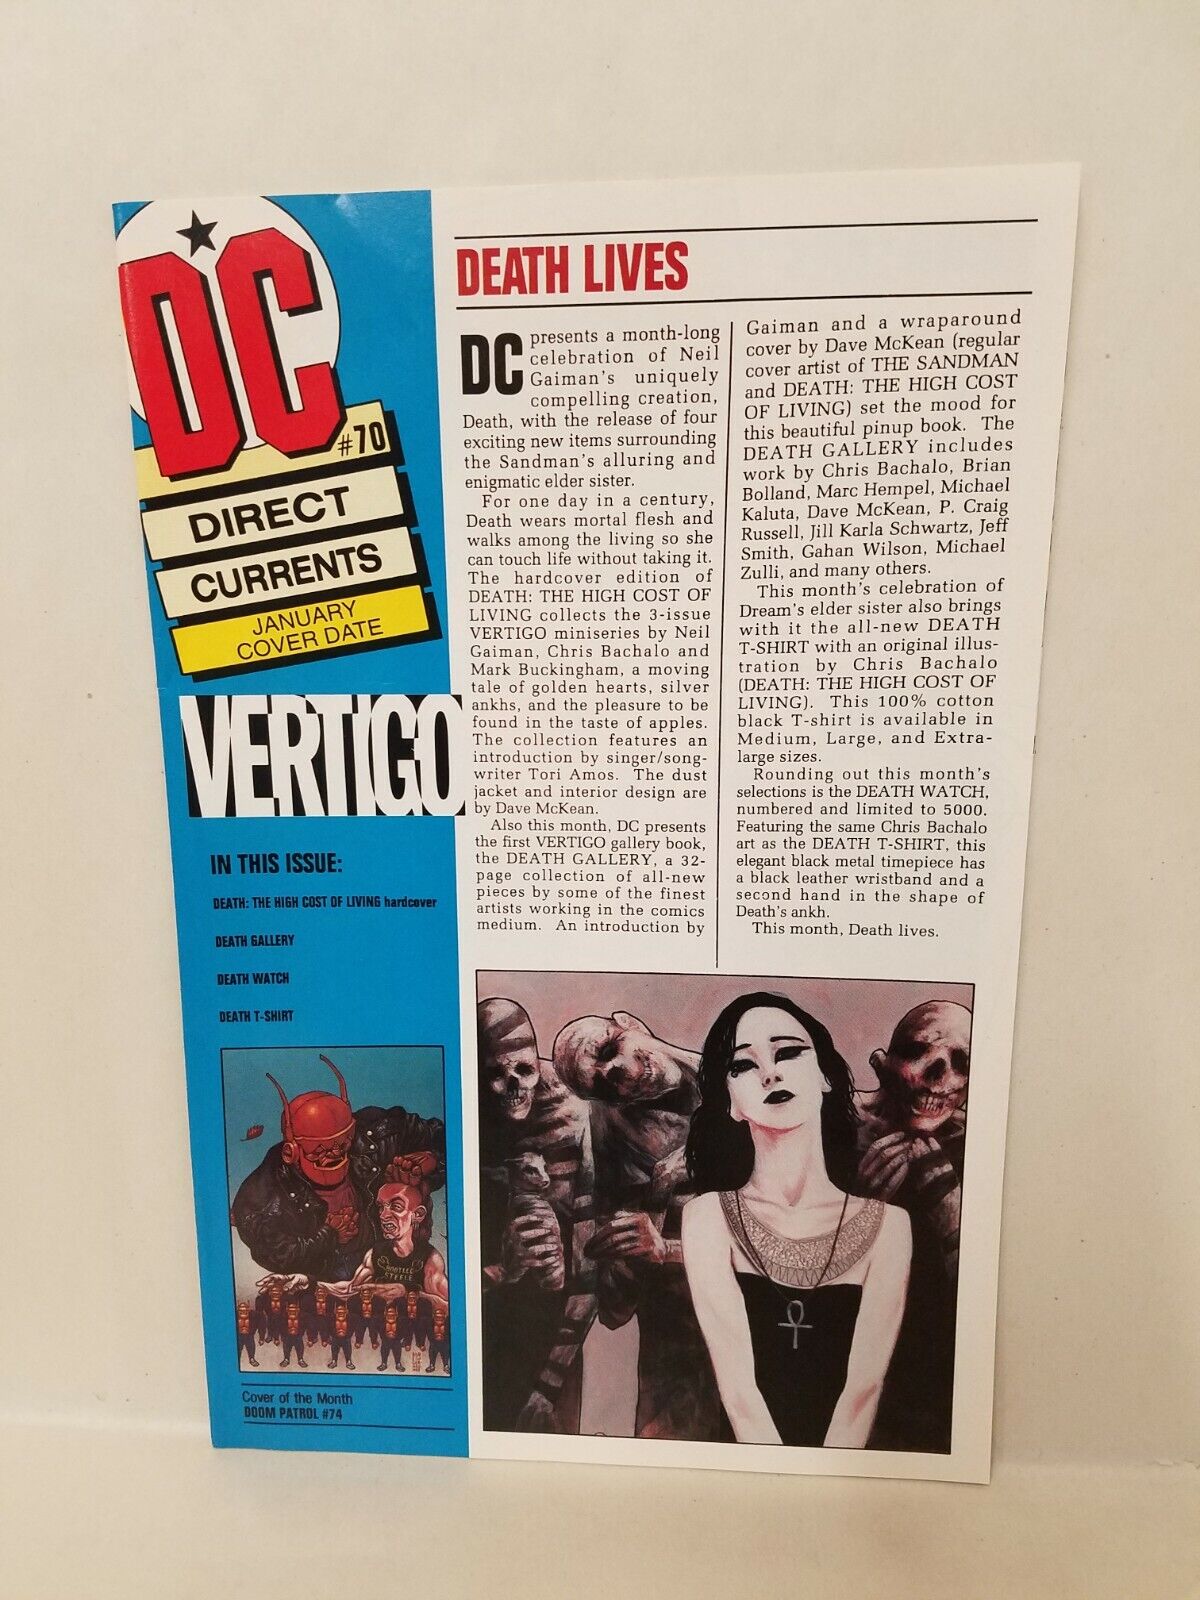 DC
#70
DIRECT
CURRENTS
JANUARY
COVER DATE
VERTIGO
IN THIS ISSUE:
DEATH: THE HIGH COST OF LIVING hardcover
DEATH GALLERY
DEATH WATCH
DEATH T-SHIRT
BOOTLEG
STEELE
Cover of the Month
DOOM PATROL #74
DEATH LIVES
DC presents a month-long
celebration of Neil
Gaiman's uniquely
compelling creation,
Death, with the release of four
exciting new items surrounding
the Sandman's alluring and
enigmatic elder sister.
For one day in a century,
Death wears mortal flesh and
walks among the living so she
can touch life without taking it.
The hardcover edition of
DEATH: THE HIGH COST OF
LIVING collects the 3-issue
VERTIGO miniseries by Neil
Gaiman, Chris Bachalo and
Mark Buckingham, a moving
tale of golden hearts, silver
ankhs, and the pleasure to be
found in the taste of apples.
The collection features an
introduction by singer/song-
writer Tori Amos. The dust
jacket and interior design are
by Dave McKean.
Also this month, DC presents
the first VERTIGO gallery book,
the DEATH GALLERY, a 32-
page collection of all-new
pieces by some of the finest
artists working in the comics
medium. An introduction by
Gaiman and a wraparound
cover by Dave McKean (regular
cover artist of THE SANDMAN
and DEATH: THE HIGH COST
OF LIVING) set the mood for
this beautiful pinup book. The
DEATH GALLERY includes
work by Chris Bachalo, Brian
Bolland, Marc Hempel, Michael
Kaluta, Dave McKean, P. Craig
Russell, Jill Karla Schwartz, Jeff
Smith, Gahan Wilson, Michael
Zulli, and many others.
This month's celebration of
Dream's elder sister also brings
with it the all-new DEATH
T-SHIRT with an original illus-
tration by Chris Bachalo
(DEATH: THE HIGH COST OF
LIVING). This 100% cotton
black T-shirt is available in
Medium, Large, and Extra-
large sizes.
Rounding out this month's
selections is the DEATH WATCH,
numbered and limited to 5000.
Featuring the same Chris Bachalo
art as the DEATH T-SHIRT, this
elegant black metal timepiece has
a black leather wristband and a
second hand in the shape of
Death's ankh.
This month, Death lives.